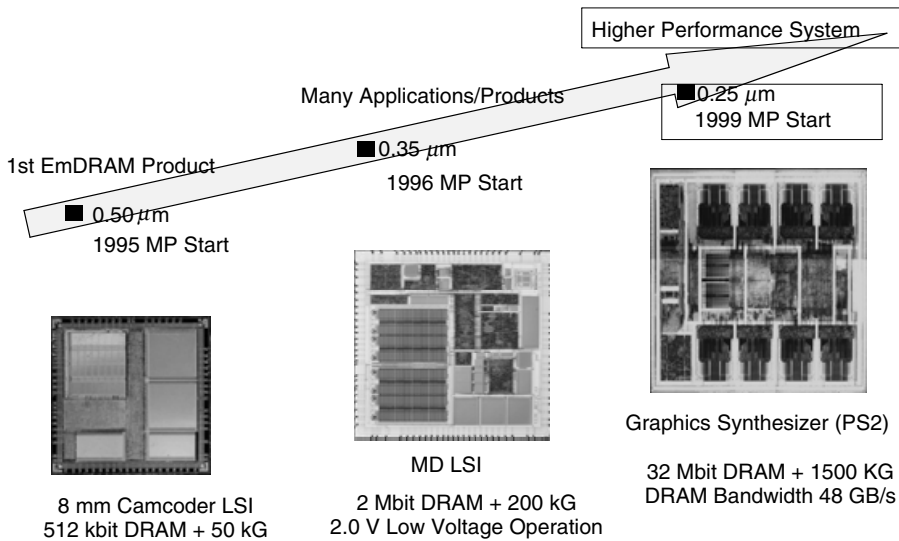 Higher Performance System
Many Applications/Products
0.25 μm
1999 MP Start
0.35 μm
1996 MP Start
1st EmDRAM Product
0.50 μm
1995 MP Start
8 mm Camcoder LSI
512 kbit DRAM + 50 kG
MD LSI
2 Mbit DRAM + 200 kG
2.0 V Low Voltage Operation
Graphics Synthesizer (PS2)
32 Mbit DRAM + 1500 KG
DRAM Bandwidth 48 GB/s